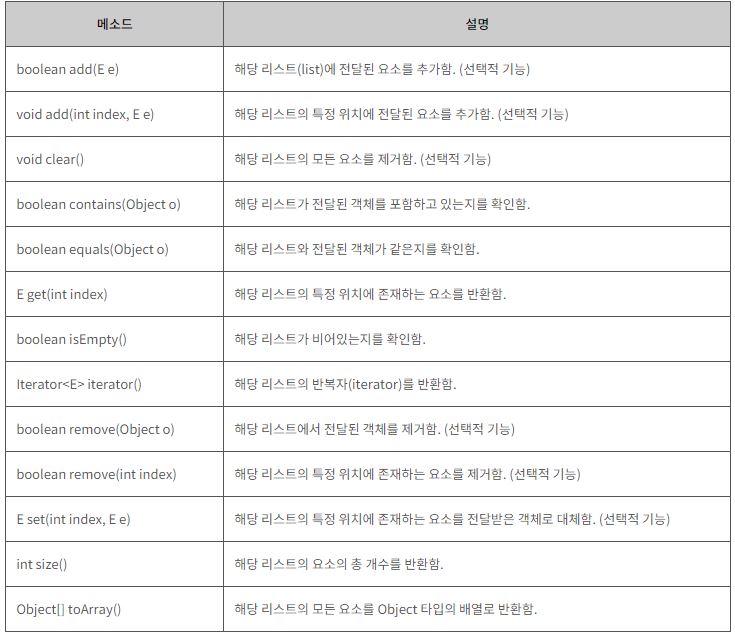 메소드 설명
boolean add(E e) 해당 리스트(list)에 전달된 요소를 추가함. (선택적 기능)
void add(int index, E e) 해당 리스트의 특정 위치에 전달된 요소를 추가함. (선택적 기능)
void clear() 해당 리스트의 모든 요소를 제거함. (선택적 기능)
boolean contains(Object o) 해당 리스트가 전달된 객체를 포함하고 있는지를 확인함.
boolean equals(Object o) 해당 리스트와 전달된 객체가 같은지를 확인함.
E get(int index) 해당 리스트의 특정 위치에 존재하는 요소를 반환함.
boolean isEmpty() 해당 리스트가 비어있는지를 확인함.
Iterator<E> iterator() 해당 리스트의 반복자(iterator)를 반환함.
boolean remove(Object o) 해당 리스트에서 전달된 객체를 제거함. (선택적 기능)
boolean remove(int index) 해당 리스트의 특정 위치에 존재하는 요소를 제거함. (선택적 기능)
E set(int index, E e) 해당 리스트의 특정 위치에 존재하는 요소를 전달받은 객체로 대체함. (선택적 기능)
int size() 해당 리스트의 요소의 총 개수를 반환함.
Object[] toArray() 해당 리스트의 모든 요소를 Object 타입의 배열로 반환함.